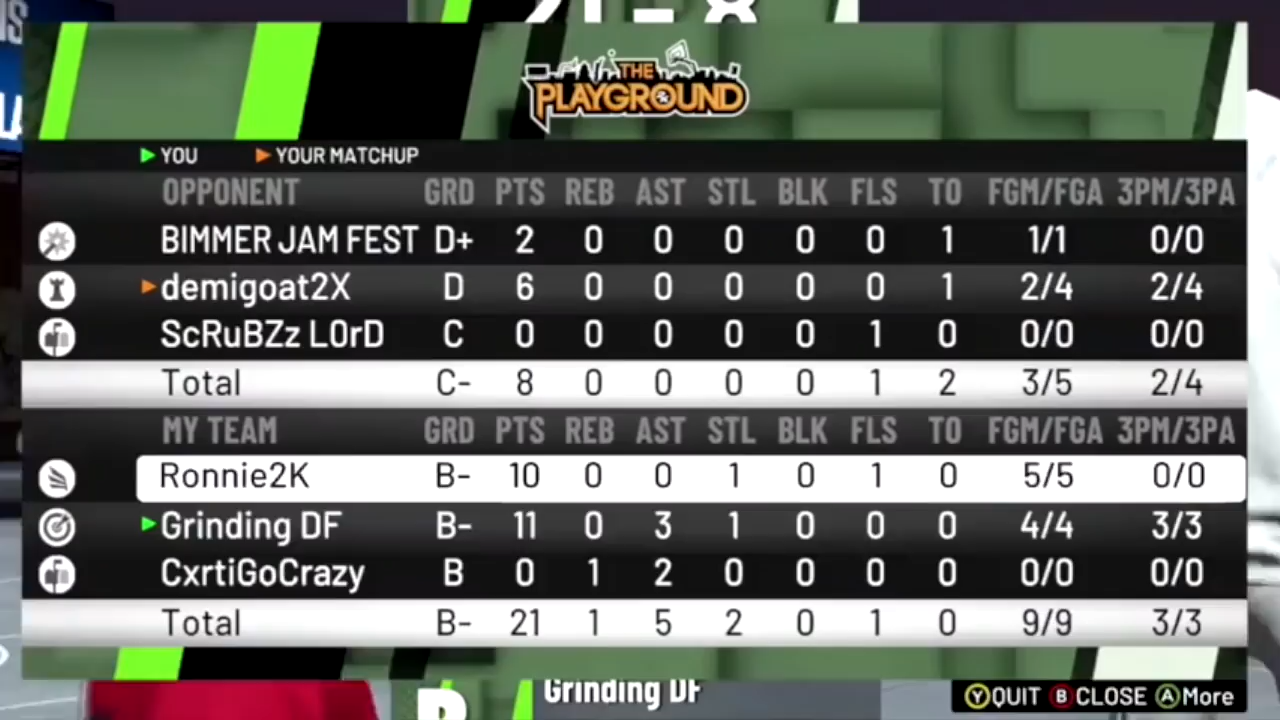 21 - 8
THE
PLAYGROUND
YOU YOUR MATCHUP
OPPONENT GRD PTS REB AST STL BLK FLS TO FGM/FGA 3PM/3PA
BIMMER JAM FEST D+ 2 0 0 0 0 0 1 1/1 0/0
demigoat2X D 6 0 0 0 0 0 1 2/4 2/4
ScRuBZz L0rD C 0 0 0 0 0 1 0 0/0 0/0
Total C- 8 0 0 0 0 1 2 3/5 2/4
MY TEAM GRD PTS REB AST STL BLK FLS TO FGM/FGA 3PM/3PA
Ronnie2K B- 10 0 0 1 0 1 0 5/5 0/0
Grinding DF B- 11 0 3 1 0 0 0 4/4 3/3
CxrtiGoCrazy B 0 1 2 0 0 0 0 0/0 0/0
Total B- 21 1 5 2 0 1 0 9/9 3/3
Grinding DF
Y QUIT B CLOSE A More